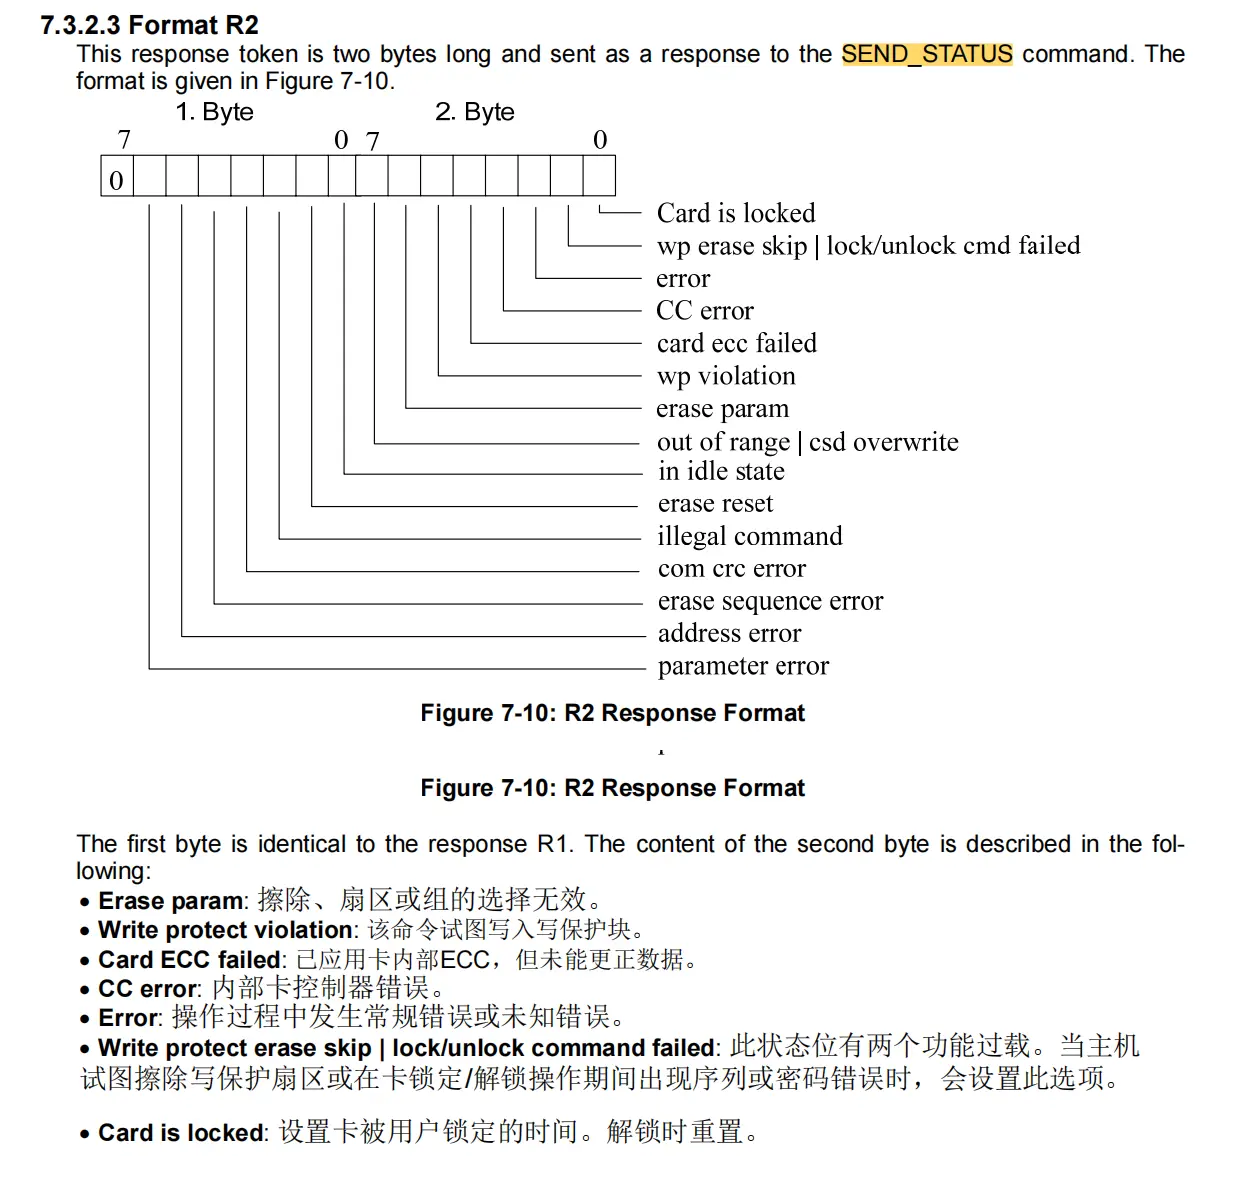 7.3.2.3 Format R2
This response token is two bytes long and sent as a response to the SEND_STATUS command. The
format is given in Figure 7-10.
1. Byte 2. Byte
7 0 7 0
0
Card is locked
wp erase skip | lock/unlock cmd failed
error
CC error
card ecc failed
wp violation
erase param
out of range | csd overwrite
in idle state
erase reset
illegal command
com crc error
erase sequence error
address error
parameter error
Figure 7-10: R2 Response Format
Figure 7-10: R2 Response Format
The first byte is identical to the response R1. The content of the second byte is described in the fol-
lowing:
• Erase param: 擦除、扇区或组的选择无效。
• Write protect violation: 该命令试图写入写保护块。
• Card ECC failed: 已应用卡内部ECC，但未能更正数据。
• CC error: 内部卡控制器错误。
• Error: 操作过程中发生常规错误或未知错误。
• Write protect erase skip | lock/unlock command failed: 此状态位有两个功能过载。当主机
试图擦除写保护扇区或在卡锁定/解锁操作期间出现序列或密码错误时，会设置此选项。
• Card is locked: 设置卡被用户锁定的时间。解锁时重置。